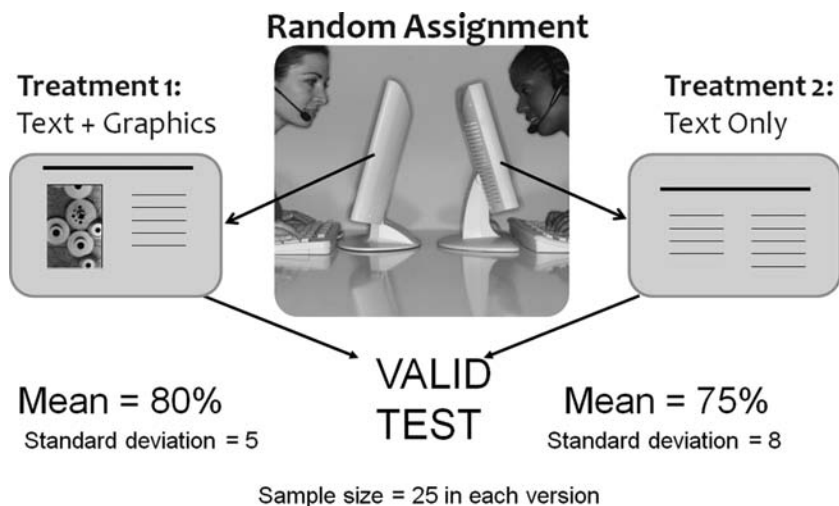 Random Assignment
Treatment 1:
Text + Graphics
Treatment 2:
Text Only
VALID
TEST
Mean = 80%
Standard deviation = 5
Mean = 75%
Standard deviation = 8
Sample size = 25 in each version